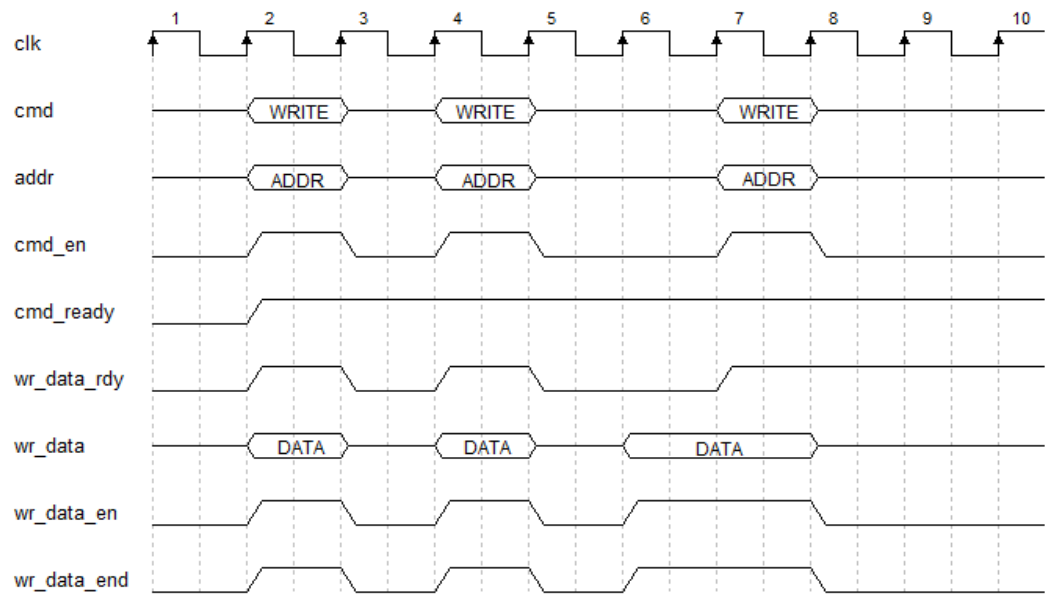 1 2 3 4 5 6 7 8 9 10
clk
cmd WRITE WRITE WRITE
addr ADDR ADDR ADDR
cmd_en
cmd_ready
wr_data_rdy
wr_data DATA DATA DATA
wr_data_en
wr_data_end